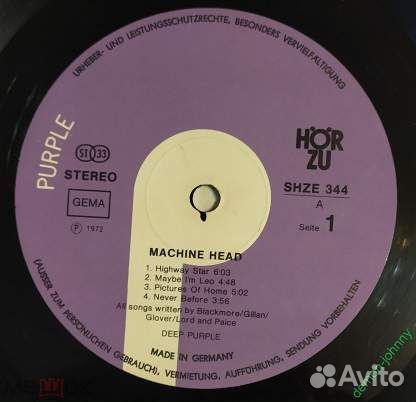 URHEBER- UND LEISTUNGSSCHUTZRECHTE, BESONDERS VERVIELFÄLTIGUNG
PURPLE
ST 33
STEREO
GEMA
Ⓟ 1972
HÖR
ZU
SHZE 344
A
Seite 1
MACHINE HEAD
1. Highway Star 6:03
2. Maybe I'm Leo 4:48
3. Pictures Of Home 5:02
4. Never Before 3:56
All songs written by Blackmore/Gillan/
Glover/Lord and Paice
DEEP PURPLE
MADE IN GERMANY
(AUSSER ZUM PERSÖNLICHEN GEBRAUCH), VERMIETUNG, AUFFÜHRUNG, SENDUNG VORBEHALTEN
Avito